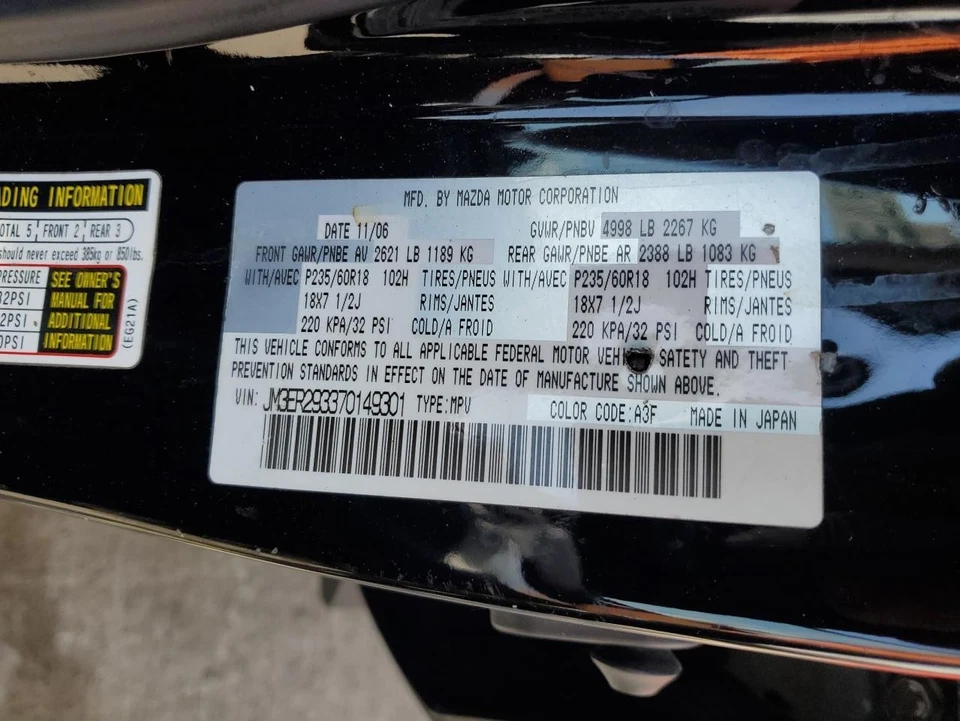 ADING INFORMATION
OTAL 5 FRONT 2 REAR 3
should never exceed 385kg or 850lbs.
PRESSURE
32PSI
2PSI
0PSI
SEE OWNER'S
MANUAL FOR
ADDITIONAL
INFORMATION
(EG21A)
MFD. BY MAZDA MOTOR CORPORATION
DATE 11/06 GVWR/PNBV 4998 LB 2267 KG
FRONT GAWR/PNBE AV 2621 LB 1189 KG REAR GAWR/PNBE AR 2388 LB 1083 KG
WITH/AVEC P235/60R18 102H TIRES/PNEUS WITH/AVEC P235/60R18 102H TIRES/PNEUS
18X7 1/2J RIMS/JANTES 18X7 1/2J RIMS/JANTES
220 KPA/32 PSI COLD/A FROID 220 KPA/32 PSI COLD/A FROID
THIS VEHICLE CONFORMS TO ALL APPLICABLE FEDERAL MOTOR VEHICLE SAFETY AND THEFT
PREVENTION STANDARDS IN EFFECT ON THE DATE OF MANUFACTURE SHOWN ABOVE.
VIN: JM3ER293370149301 TYPE:MPV COLOR CODE:A3F MADE IN JAPAN